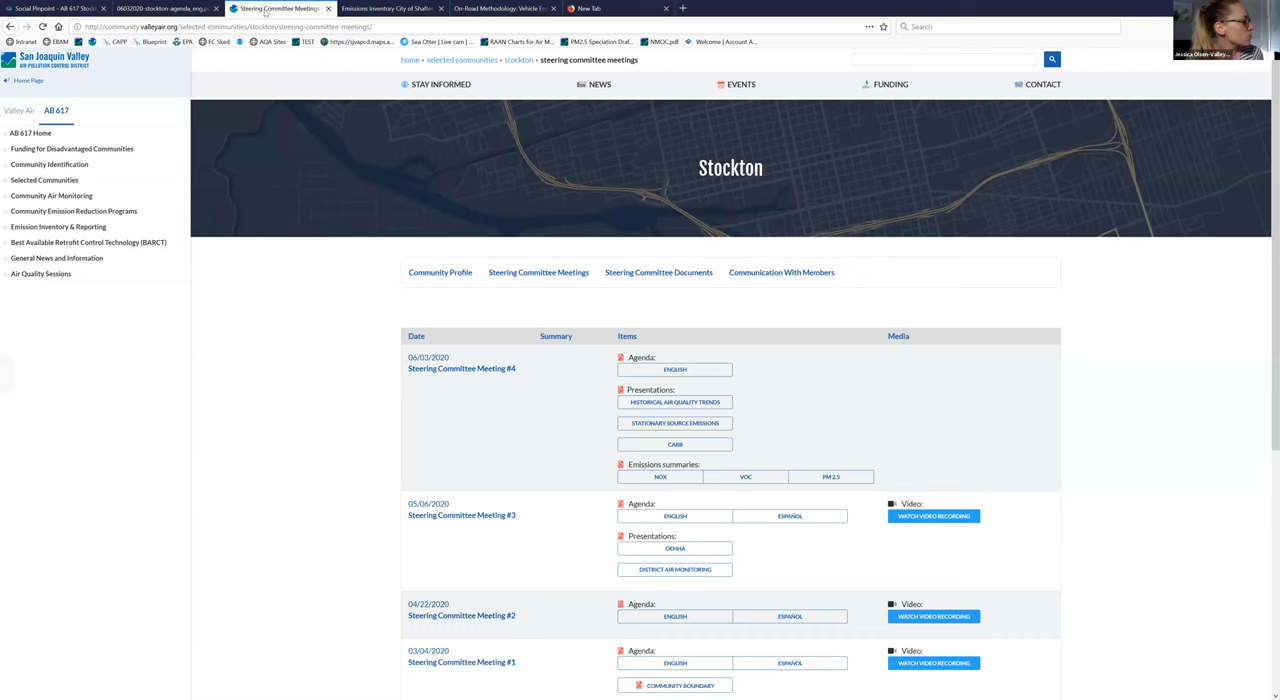 Social Pinpoint - AB 617 Stockt
06032020-stockton-agenda_eng.p
Steering Committee Meetings
Emissions Inventory City of Shafter
On-Road Methodology: Vehicle Em
New Tab
community.valleyair.org/selected-communities/stockton/steering-committee-meetings/
Search
Intranet
EBAM
CAPP
Blueprint
EPA
FC Sked
AQA Sites
TEST
https://sjvapcd.maps.a...
Sea Otter | Live cam | ...
RAAN Charts for Air M...
PM2.5 Speciation Draf...
NMOC.pdf
Welcome | Account A...
Jessica Olsen-Valley...
San Joaquin Valley
AIR POLLUTION CONTROL DISTRICT
Home Page
Valley Air
AB 617
AB 617 Home
Funding for Disadvantaged Communities
Community Identification
Selected Communities
Community Air Monitoring
Community Emission Reduction Programs
Emission Inventory & Reporting
Best Available Retrofit Control Technology (BARCT)
General News and Information
Air Quality Sessions
home » selected communities » stockton » steering committee meetings
STAY INFORMED
NEWS
EVENTS
FUNDING
CONTACT
Stockton
Community Profile
Steering Committee Meetings
Steering Committee Documents
Communication With Members
Date
Summary
Items
Media
06/03/2020
Steering Committee Meeting #4
Agenda:
ENGLISH
Presentations:
HISTORICAL AIR QUALITY TRENDS
STATIONARY SOURCE EMISSIONS
CARB
Emissions summaries:
NOX
VOC
PM 2.5
05/06/2020
Steering Committee Meeting #3
Agenda:
ENGLISH
ESPAÑOL
Presentations:
OEHHA
DISTRICT AIR MONITORING
Video:
WATCH VIDEO RECORDING
04/22/2020
Steering Committee Meeting #2
Agenda:
ENGLISH
ESPAÑOL
Video:
WATCH VIDEO RECORDING
03/04/2020
Steering Committee Meeting #1
Agenda:
ENGLISH
ESPAÑOL
COMMUNITY BOUNDARY
Video:
WATCH VIDEO RECORDING